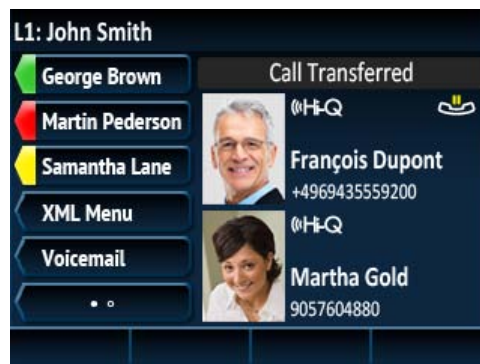 L1: John Smith
George Brown
Martin Pederson
Samantha Lane
XML Menu
Voicemail
Call Transferred
Hi-Q
François Dupont
+4969435559200
Hi-Q
Martha Gold
9057604880